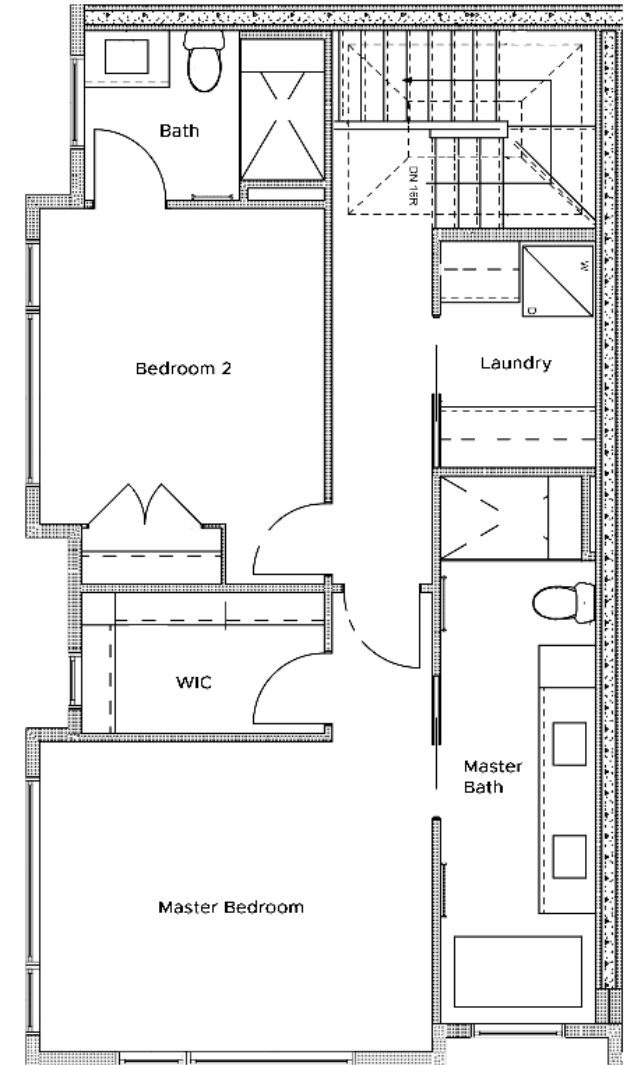 Bath
DN 16R
W
D
Bedroom 2
Laundry
WIC
Master
Bath
Master Bedroom